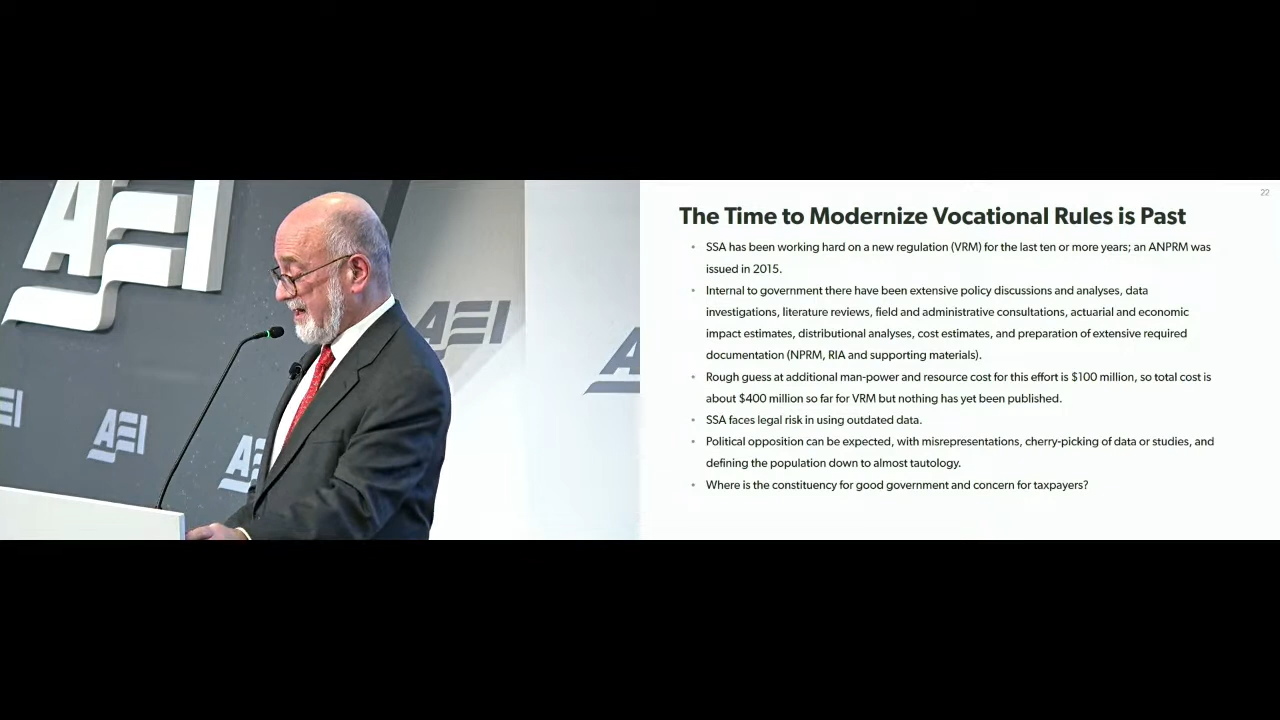 AEI
AEI
AEI
AEI
22
The Time to Modernize Vocational Rules is Past
• SSA has been working hard on a new regulation (VRM) for the last ten or more years; an ANPRM was
issued in 2015.
• Internal to government there have been extensive policy discussions and analyses, data
investigations, literature reviews, field and administrative consultations, actuarial and economic
impact estimates, distributional analyses, cost estimates, and preparation of extensive required
documentation (NPRM, RIA and supporting materials).
• Rough guess at additional man-power and resource cost for this effort is $100 million, so total cost is
about $400 million so far for VRM but nothing has yet been published.
• SSA faces legal risk in using outdated data.
• Political opposition can be expected, with misrepresentations, cherry-picking of data or studies, and
defining the population down to almost tautology.
• Where is the constituency for good government and concern for taxpayers?